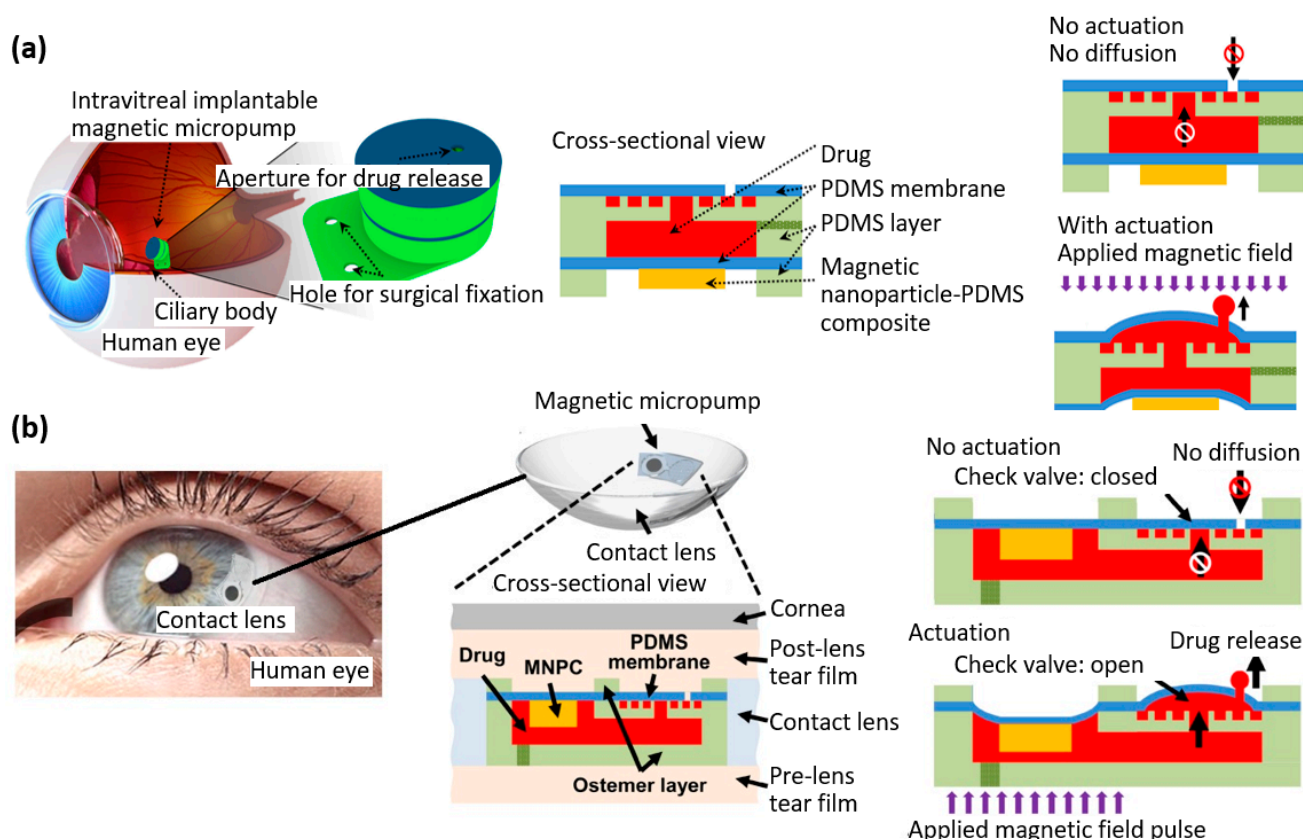 (a)
Intravitreal implantable
magnetic micropump
Aperture for drug release
Hole for surgical fixation
Ciliary body
Human eye
Cross-sectional view
Drug
PDMS membrane
PDMS layer
Magnetic
nanoparticle-PDMS
composite
No actuation
No diffusion
With actuation
Applied magnetic field
(b)
Contact lens
Human eye
Magnetic micropump
Contact lens
Cross-sectional view
Cornea
Post-lens
tear film
Contact lens
Pre-lens
tear film
Drug
MNPC
PDMS
membrane
Ostemer layer
No actuation
Check valve: closed
No diffusion
Actuation
Check valve: open
Drug release
Applied magnetic field pulse